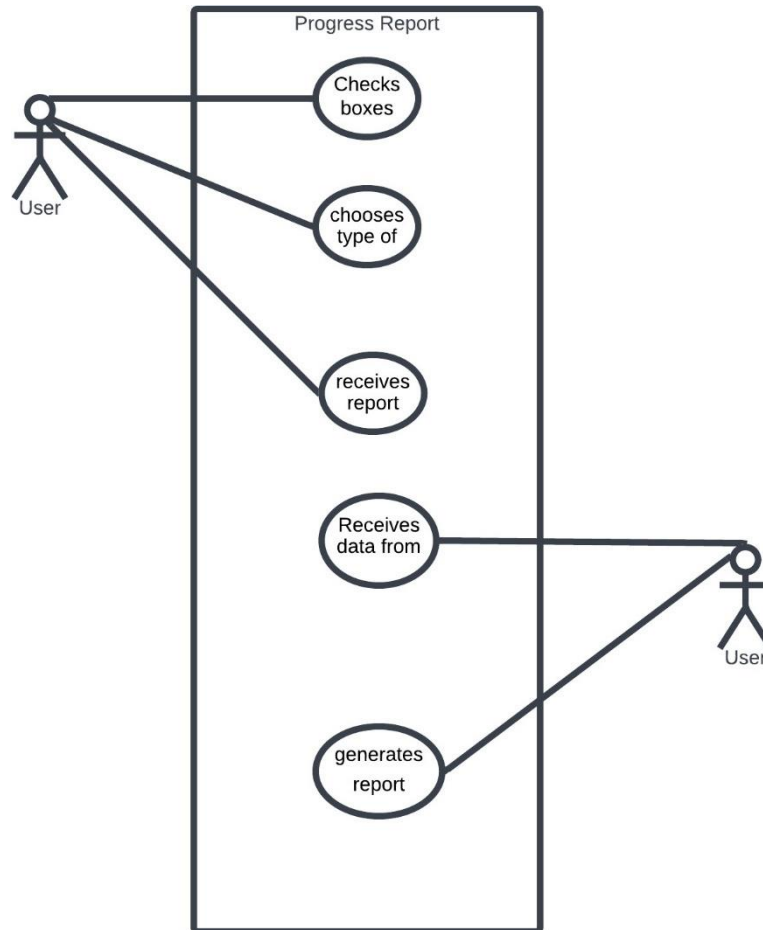 Progress Report
Checks
boxes
User
chooses
type of
receives
report
Receives
data from
User
generates
report